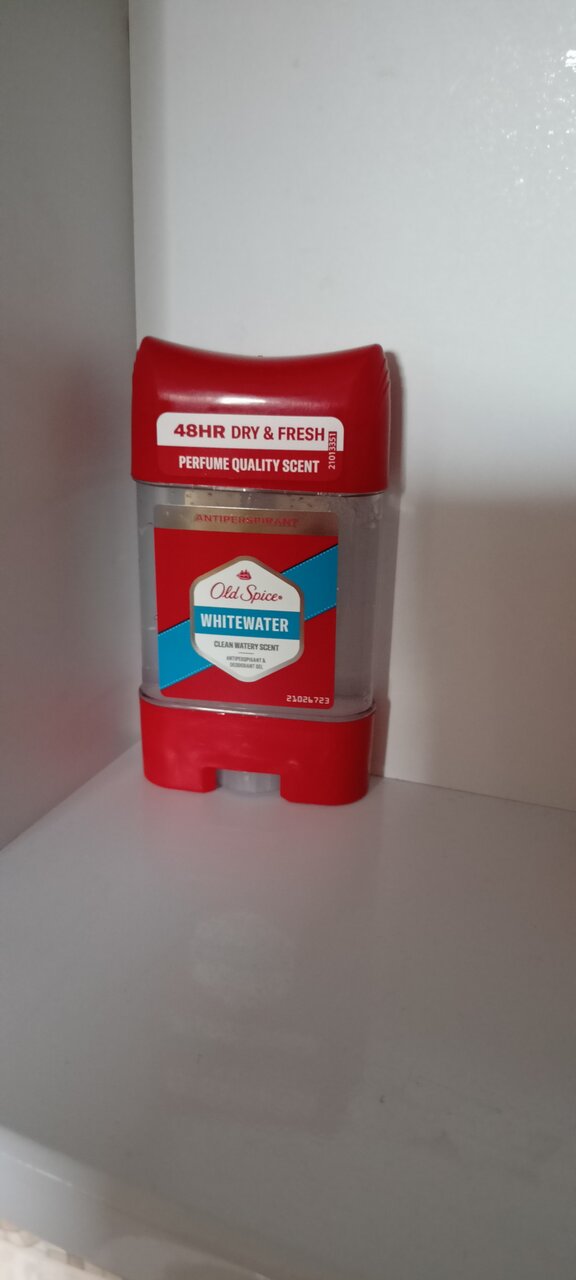 48HR DRY & FRESH
21013351
PERFUME QUALITY SCENT
ANTIPERSPIRANT
Old Spice®
WHITEWATER
CLEAN WATERY SCENT
ANTIPERSPIRANT &
DEODORANT GEL
21026723